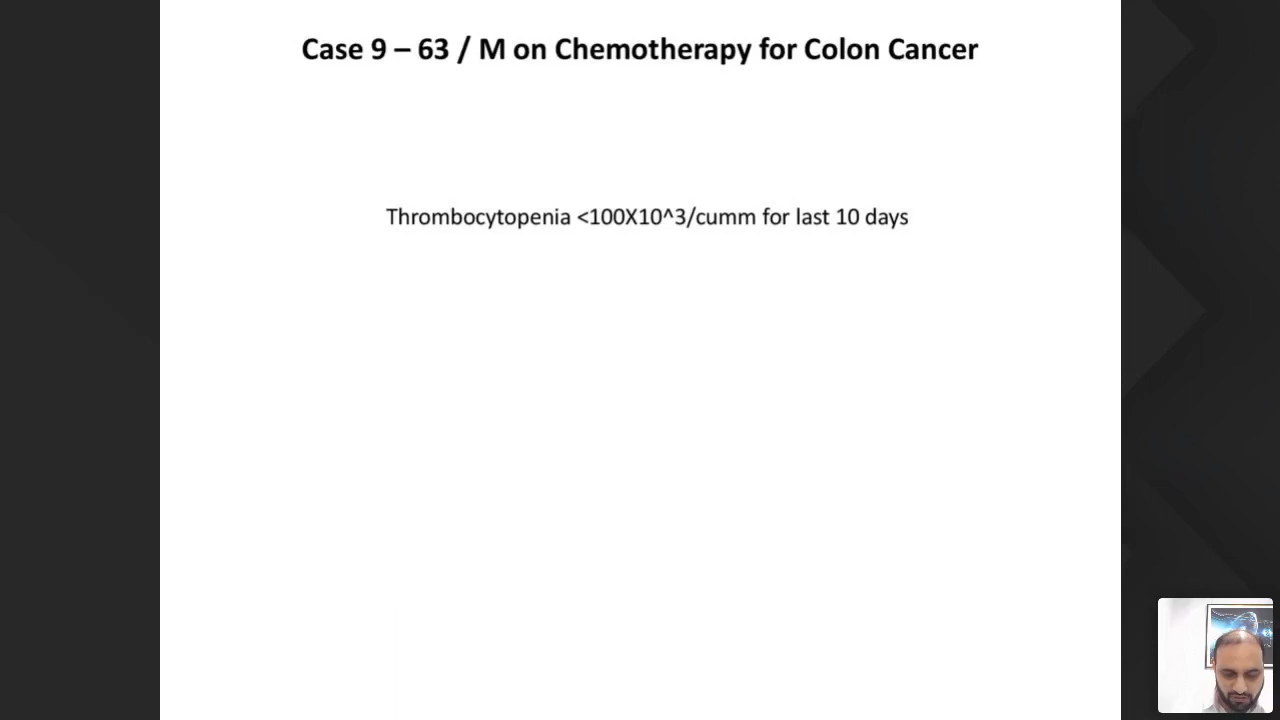 Case 9 – 63 / M on Chemotherapy for Colon Cancer
Thrombocytopenia <100X10^3/cumm for last 10 days